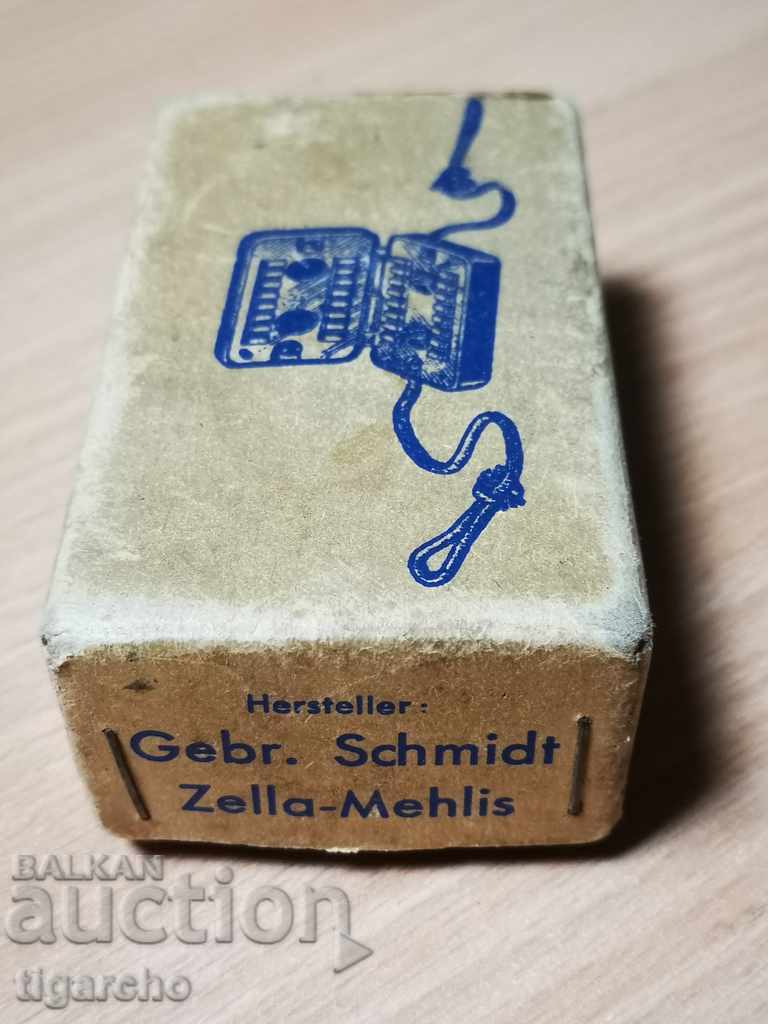 Hersteller:
Gebr. Schmidt
Zella-Mehlis
BALKAN
auction
tigarcho